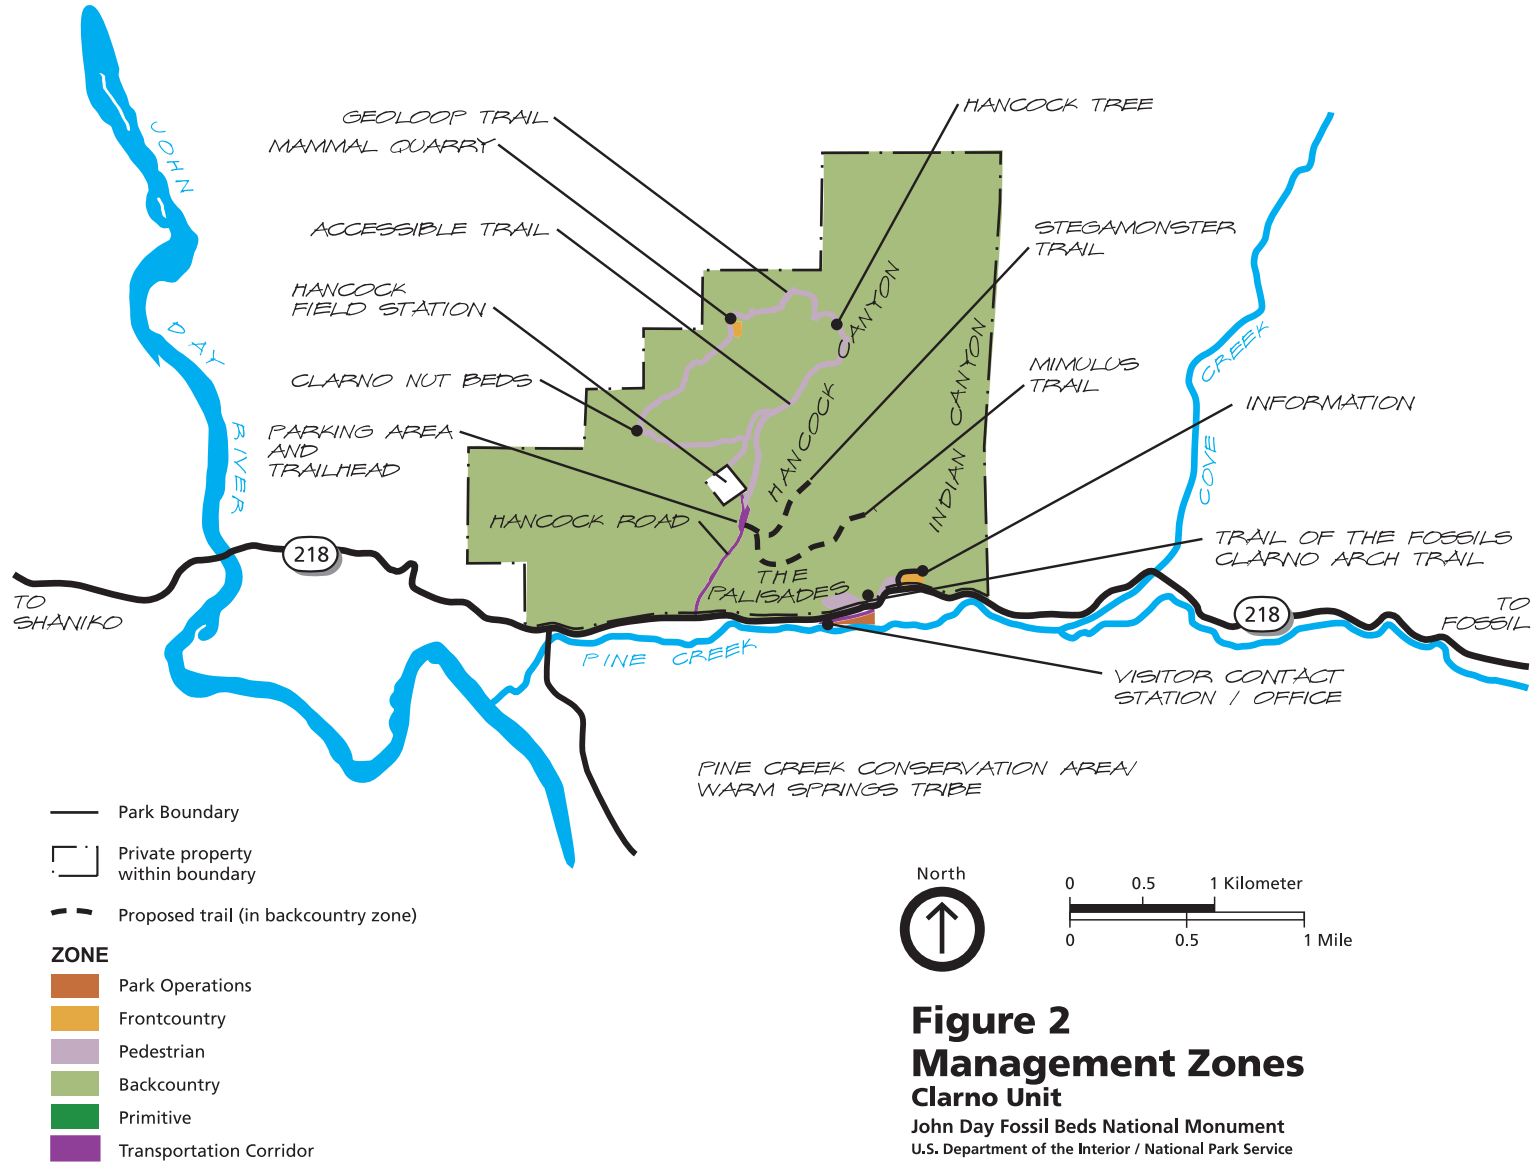 GEOLOOP TRAIL
MAMMAL QUARRY
ACCESSIBLE TRAIL
HANCOCK
FIELD STATION
CLARNO NUT BEDS
PARKING AREA
AND
TRAILHEAD
HANCOCK ROAD
HANCOCK TREE
STEGAMONSTER
TRAIL
MIMULUS
TRAIL
INFORMATION
TRAIL OF THE FOSSILS
CLARNO ARCH TRAIL
VISITOR CONTACT
STATION / OFFICE
JOHN
DAY
RIVER
HANCOCK
CANYON
INDIAN CANYON
THE
PALISADES
CREEK
COVE
218
218
TO
SHANIKO
TO
FOSSIL
PINE CREEK
PINE CREEK CONSERVATION AREA/
WARM SPRINGS TRIBE
Park Boundary
Private property
within boundary
Proposed trail (in backcountry zone)
ZONE
Park Operations
Frontcountry
Pedestrian
Backcountry
Primitive
Transportation Corridor
North
0 0.5 1 Kilometer
0 0.5 1 Mile
Figure 2
Management Zones
Clarno Unit
John Day Fossil Beds National Monument
U.S. Department of the Interior / National Park Service